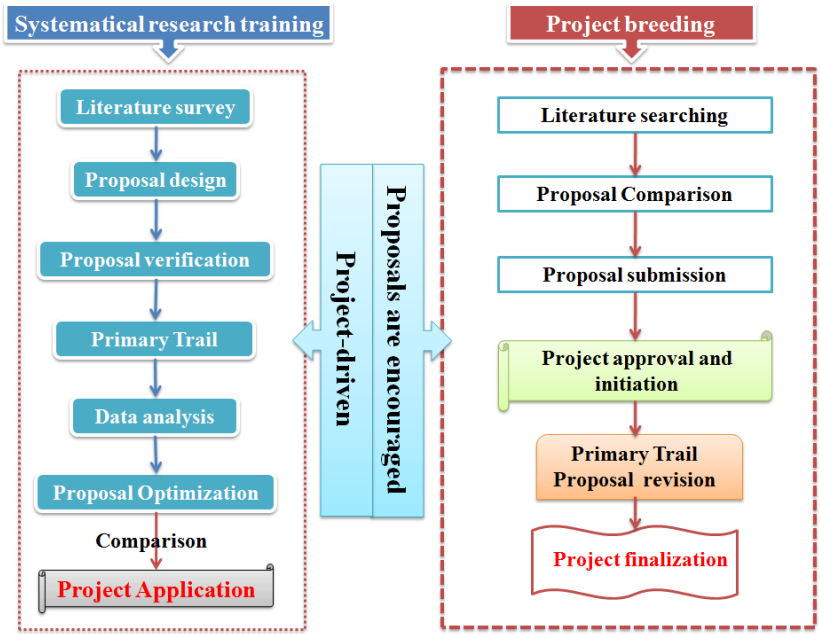 Systematical research training
Literature survey
Proposal design
Proposal verification
Primary Trail
Data analysis
Proposal Optimization
Comparison
Project Application
Project-driven
Proposals are encouraged
Project breeding
Literature searching
Proposal Comparison
Proposal submission
Project approval and
initiation
Primary Trail
Proposal revision
Project finalization